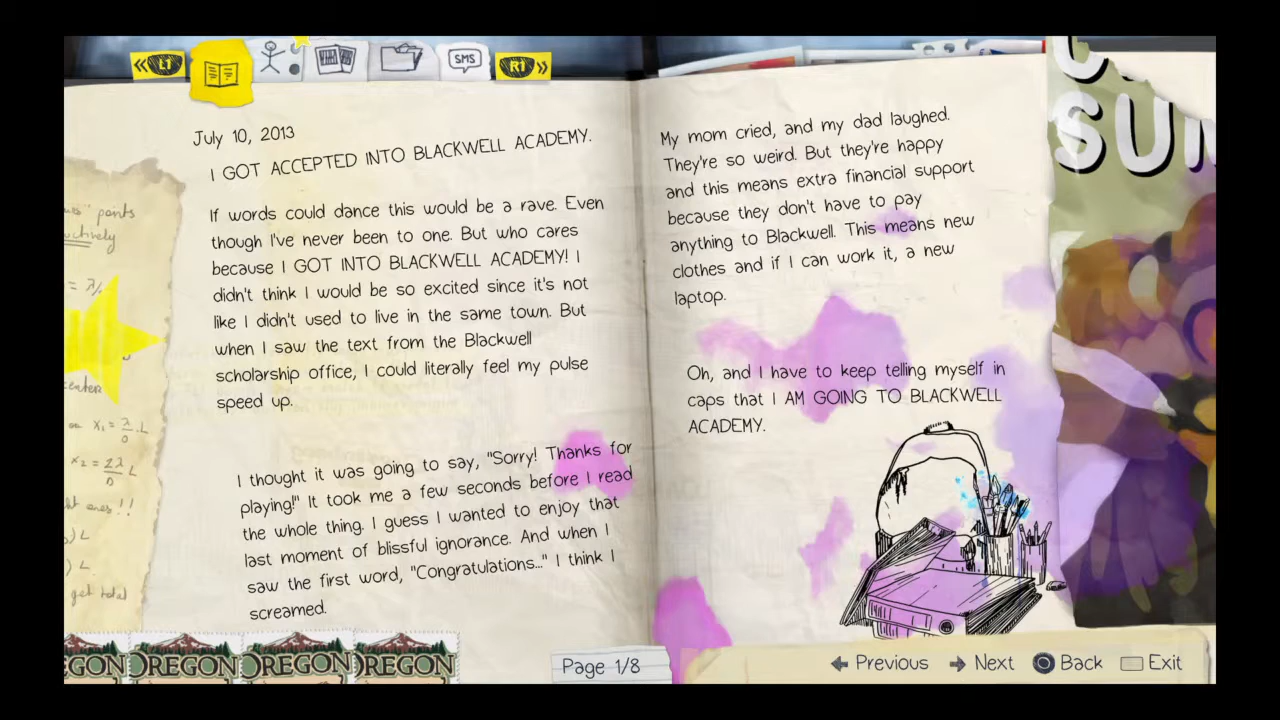 L1
SMS
R1
July 10, 2013
I GOT ACCEPTED INTO BLACKWELL ACADEMY.
If words could dance this would be a rave. Even
though I've never been to one. But who cares
because I GOT INTO BLACKWELL ACADEMY! I
didn't think I would be so excited since it's not
like I didn't used to live in the same town. But
when I saw the text from the Blackwell
scholarship office, I could literally feel my pulse
speed up.
I thought it was going to say, "Sorry! Thanks for
playing!" It took me a few seconds before I read
the whole thing. I guess I wanted to enjoy that
last moment of blissful ignorance. And when I
saw the first word, "Congratulations..." I think I
screamed.
My mom cried, and my dad laughed.
They're so weird. But they're happy
and this means extra financial support
because they don't have to pay
anything to Blackwell. This means new
clothes and if I can work it, a new
laptop.
Oh, and I have to keep telling myself in
caps that I AM GOING TO BLACKWELL
ACADEMY.
points
= λ/
x₁ = λ/D . L
x₂ = 2λ/D L
ones!!
) L
) L
get total
SUN
EGON OREGON OREGON OREGON
Page 1/8
Previous Next Back Exit